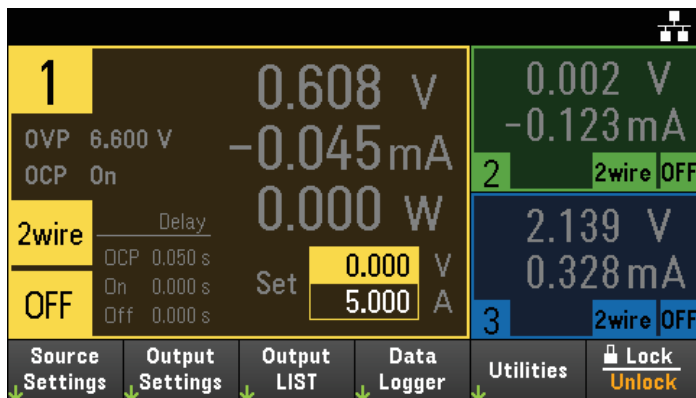 1
0.608 V
OVP 6.600 V
-0.045 mA
OCP On
0.000 W
2wire
Delay
OCP 0.050 s
On 0.000 s
Off 0.000 s
OFF
Set
0.000 V
5.000 A
0.002 V
-0.123 mA
2 2wire OFF
2.139 V
0.328 mA
3 2wire OFF
Source Settings
Output Settings
Output LIST
Data Logger
Utilities
Lock
Unlock